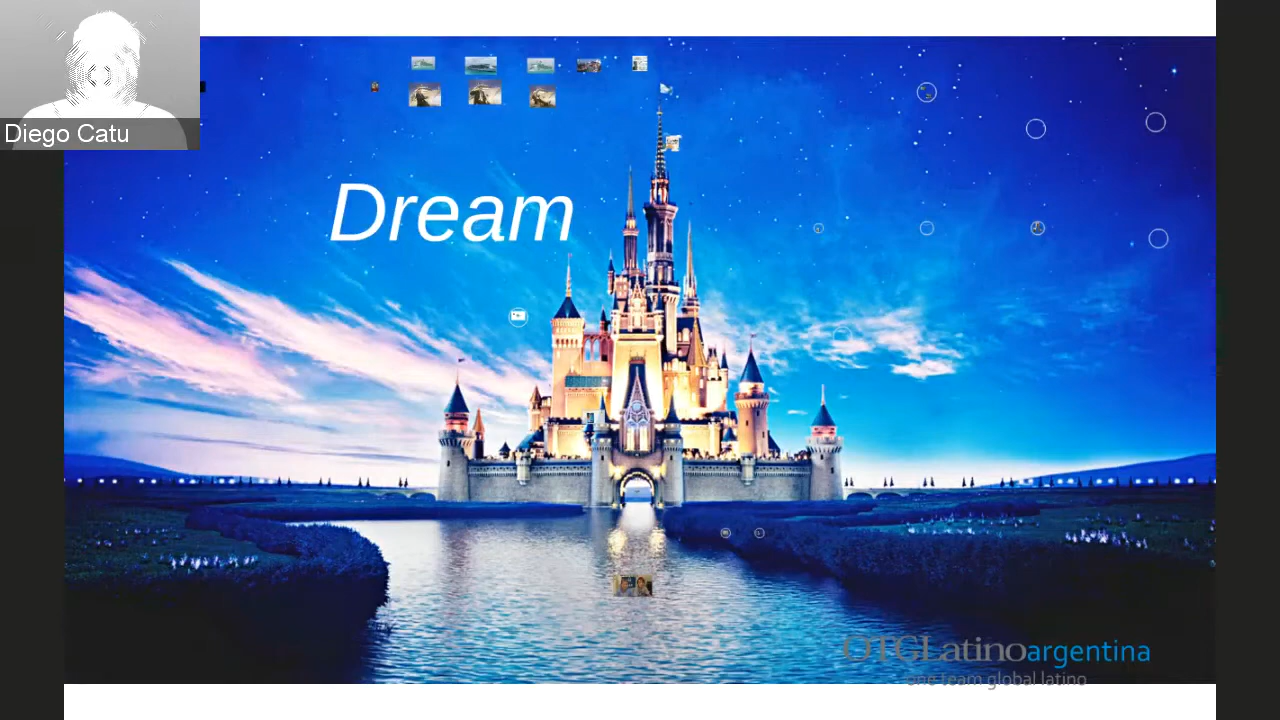 Diego Catu
Dream
OTGLatinoargentina
one team global latino